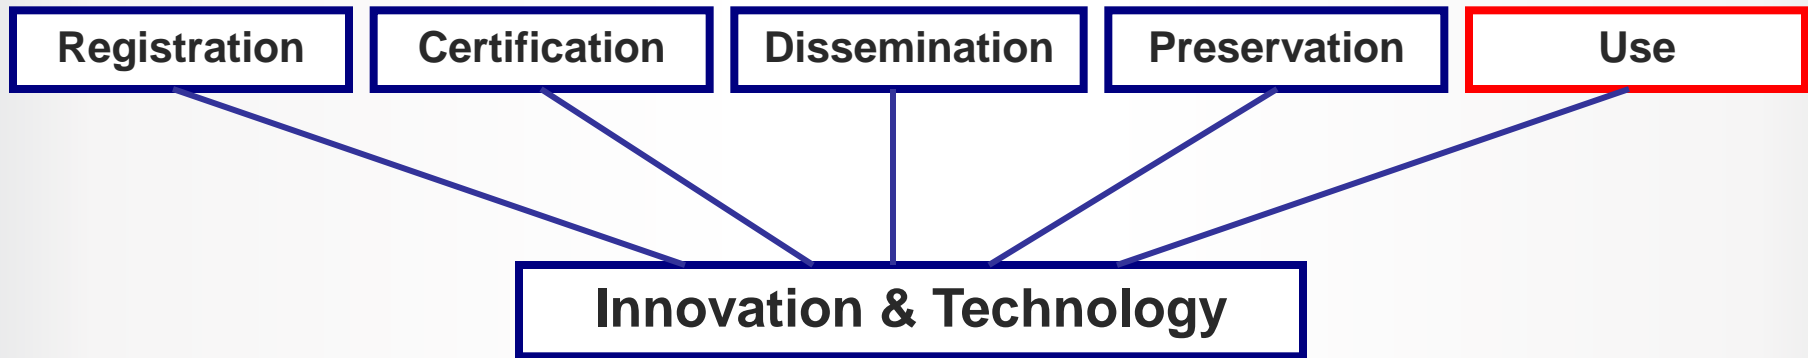 Registration
Certification
Dissemination
Preservation
Use
Innovation & Technology